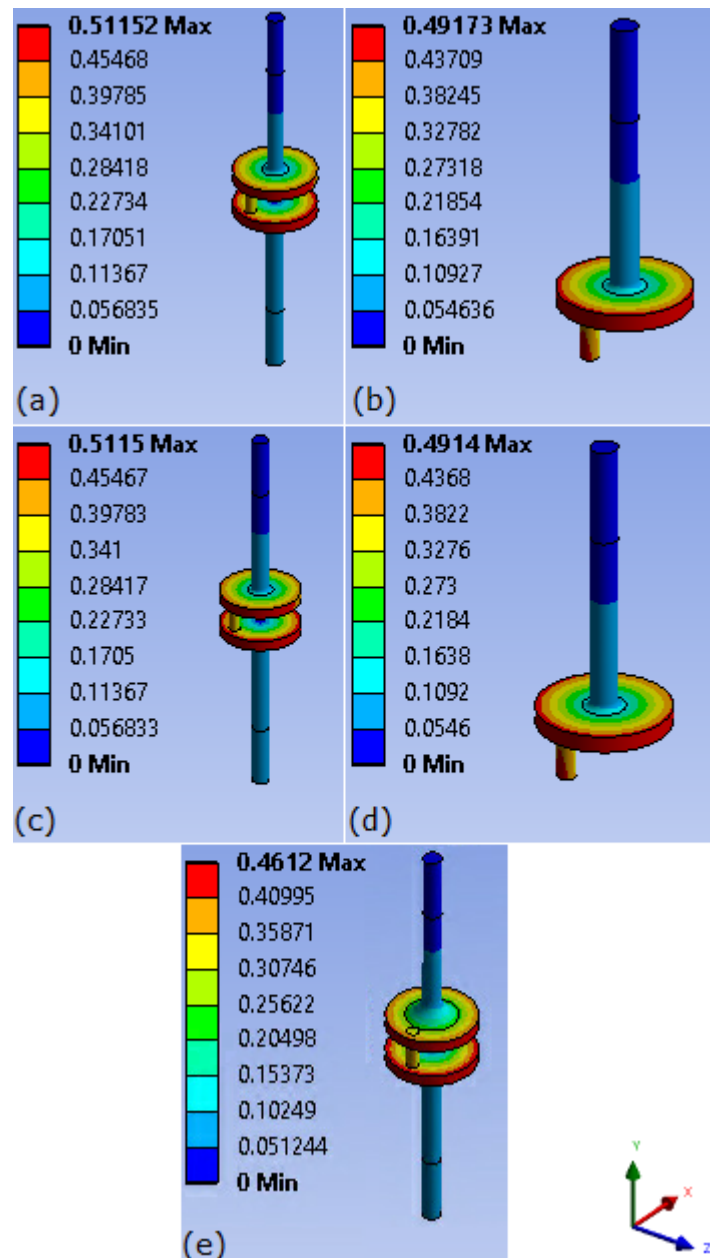 0.51152 Max
0.45468
0.39785
0.34101
0.28418
0.22734
0.17051
0.11367
0.056835
0 Min
(a)
0.49173 Max
0.43709
0.38245
0.32782
0.27318
0.21854
0.16391
0.10927
0.054636
0 Min
(b)
0.5115 Max
0.45467
0.39783
0.341
0.28417
0.22733
0.1705
0.11367
0.056833
0 Min
(c)
0.4914 Max
0.4368
0.3822
0.3276
0.273
0.2184
0.1638
0.1092
0.0546
0 Min
(d)
0.4612 Max
0.40995
0.35871
0.30746
0.25622
0.20498
0.15373
0.10249
0.051244
0 Min
(e)
Y
X
Z